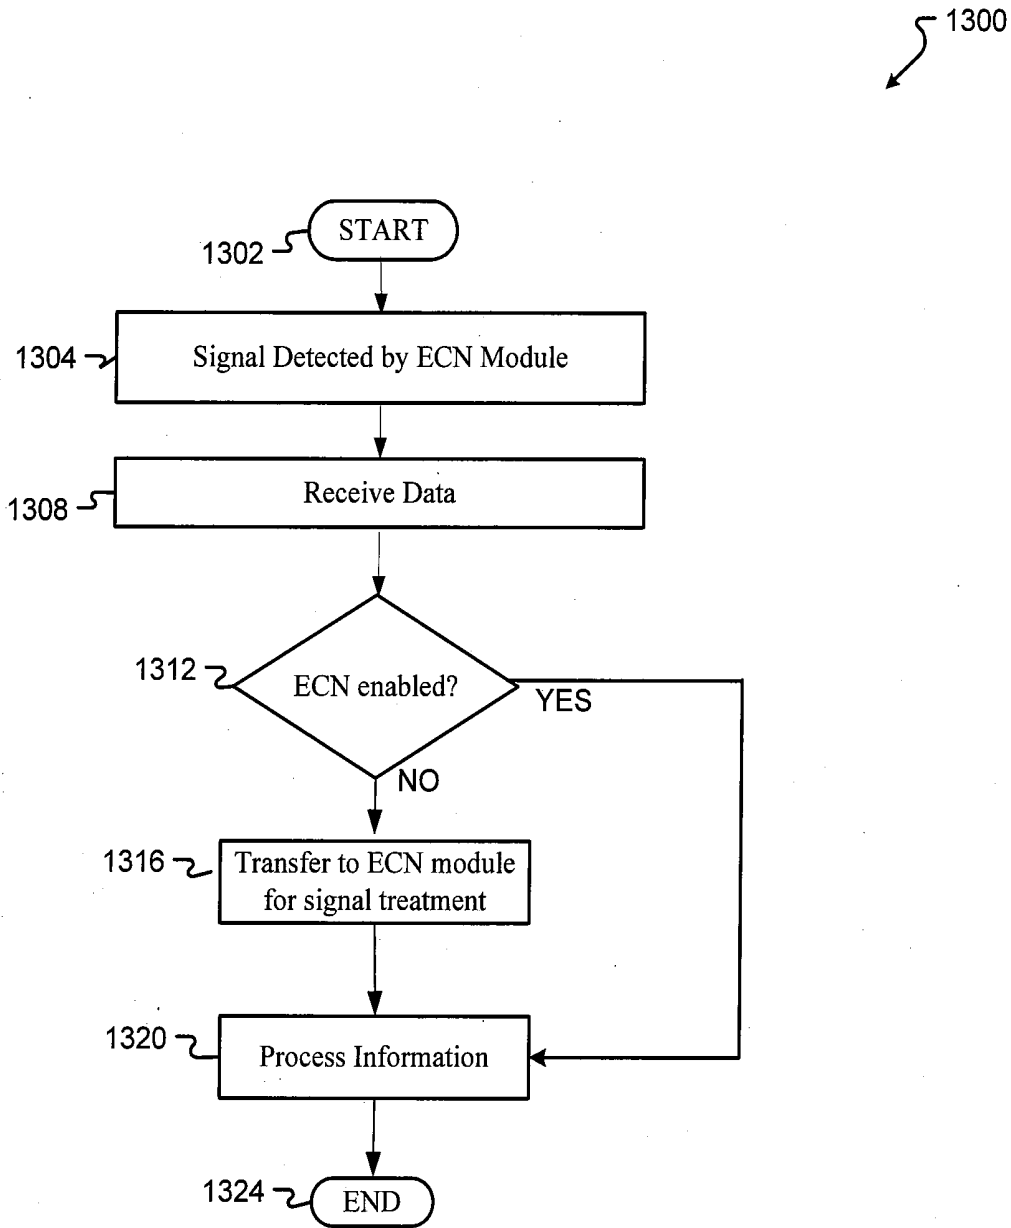 1300
START
1302
1304
Signal Detected by ECN Module
1308
Receive Data
1312
ECN enabled?
YES
NO
1316
Transfer to ECN module
for signal treatment
1320
Process Information
1324
END